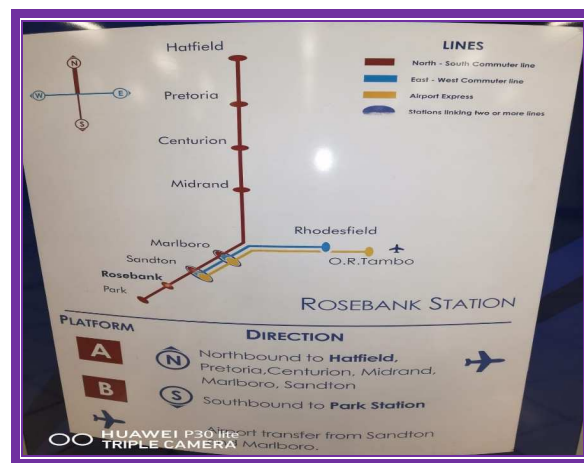 Hatfield
Pretoria
Centurion
Midrand
Marlboro
Sandton
Rosebank
Park
Rhodesfield
O.R.Tambo
N
W
E
S
LINES
North - South Commuter line
East - West Commuter line
Airport Express
Stations linking two or more lines
ROSEBANK STATION
PLATFORM
DIRECTION
A
N
Northbound to Hatfield,
Pretoria,Centurion, Midrand,
Marlboro, Sandton
B
S
Southbound to Park Station
Airport transfer from Sandton
Marlboro.
HUAWEI P30 lite
TRIPLE CAMERA